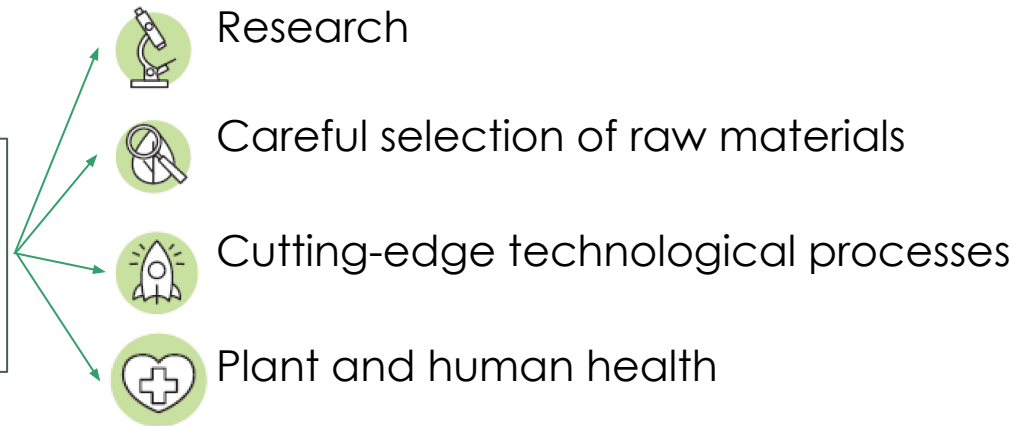 Research
Careful selection of raw materials
Cutting-edge technological processes
Plant and human health